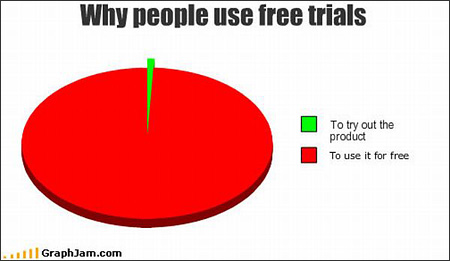 Why people use free trials
To try out the
product
To use it for free
GraphJam.com